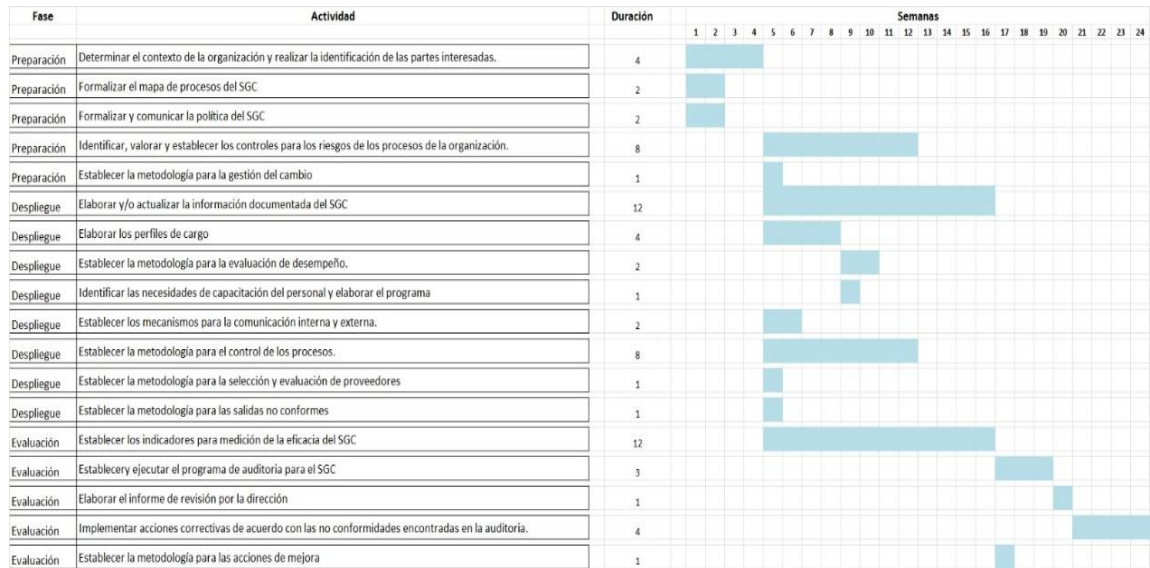 Fase Actividad Duración Semanas
1 2 3 4 5 6 7 8 9 10 11 12 13 14 15 16 17 18 19 20 21 22 23 24
Preparación Determinar el contexto de la organización y realizar la identificación de las partes interesadas. 4
Preparación Formalizar el mapa de procesos del SGC 2
Preparación Formalizar y comunicar la política del SGC 2
Preparación Identificar, valorar y establecer los controles para los riesgos de los procesos de la organización. 8
Preparación Establecer la metodología para la gestión del cambio 1
Despliegue Elaborar y/o actualizar la información documentada del SGC 12
Despliegue Elaborar los perfiles de cargo 4
Despliegue Establecer la metodología para la evaluación de desempeño. 2
Despliegue Identificar las necesidades de capacitación del personal y elaborar el programa 1
Despliegue Establecer los mecanismos para la comunicación interna y externa. 2
Despliegue Establecer la metodología para el control de los procesos. 8
Despliegue Establecer la metodología para la selección y evaluación de proveedores 1
Despliegue Establecer la metodología para las salidas no conformes 1
Evaluación Establecer los indicadores para medición de la eficacia del SGC 12
Evaluación Establecery ejecutar el programa de auditoria para el SGC 3
Evaluación Elaborar el informe de revisión por la dirección 1
Evaluación Implementar acciones correctivas de acuerdo con las no conformidades encontradas en la auditoria. 4
Evaluación Establecer la metodología para las acciones de mejora 1